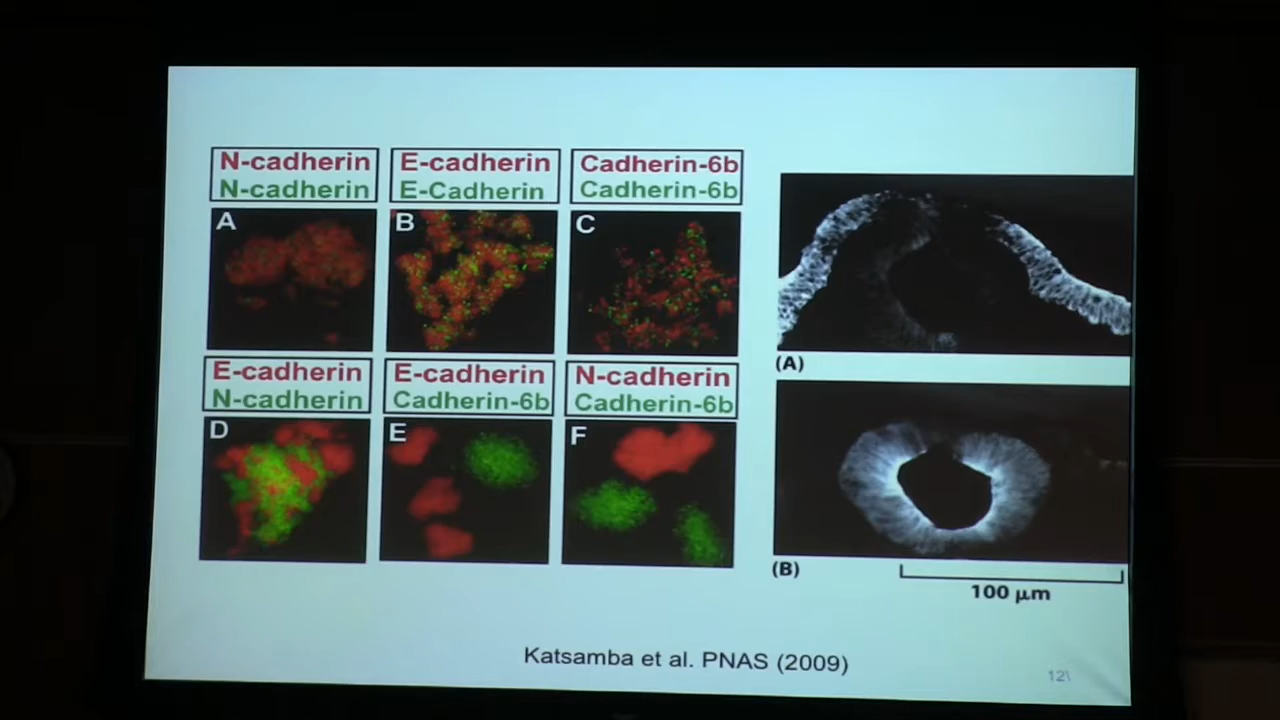 N-cadherin
N-cadherin
E-cadherin
E-Cadherin
Cadherin-6b
Cadherin-6b
A
B
C
E-cadherin
N-cadherin
E-cadherin
Cadherin-6b
N-cadherin
Cadherin-6b
D
E
F
(A)
(B)
100 μm
Katsamba et al. PNAS (2009)
12\